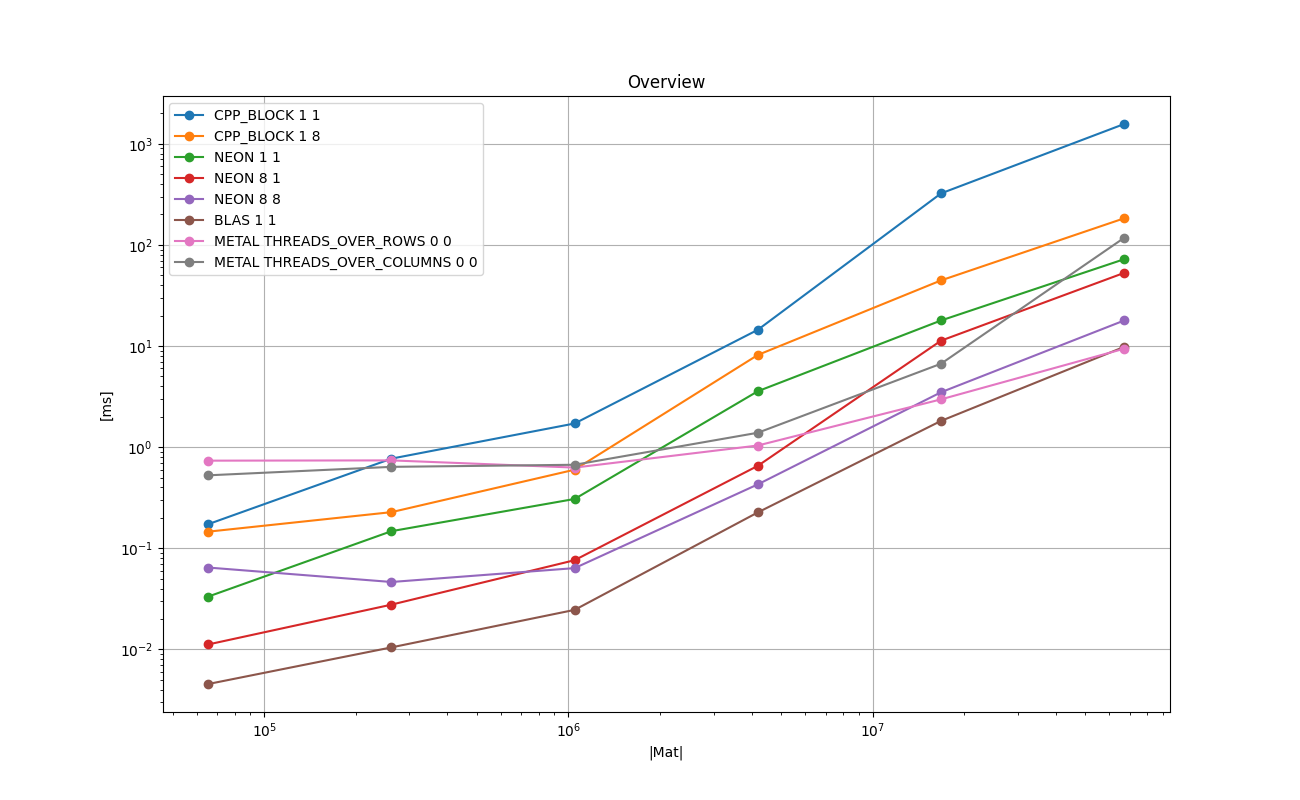 Overview
CPP_BLOCK 1 1
CPP_BLOCK 1 8
NEON 1 1
NEON 8 1
NEON 8 8
BLAS 1 1
METAL THREADS_OVER_ROWS 0 0
METAL THREADS_OVER_COLUMNS 0 0
10³
10²
10¹
10⁰
10⁻¹
10⁻²
[ms]
10⁵ 10⁶ 10⁷
|Mat|